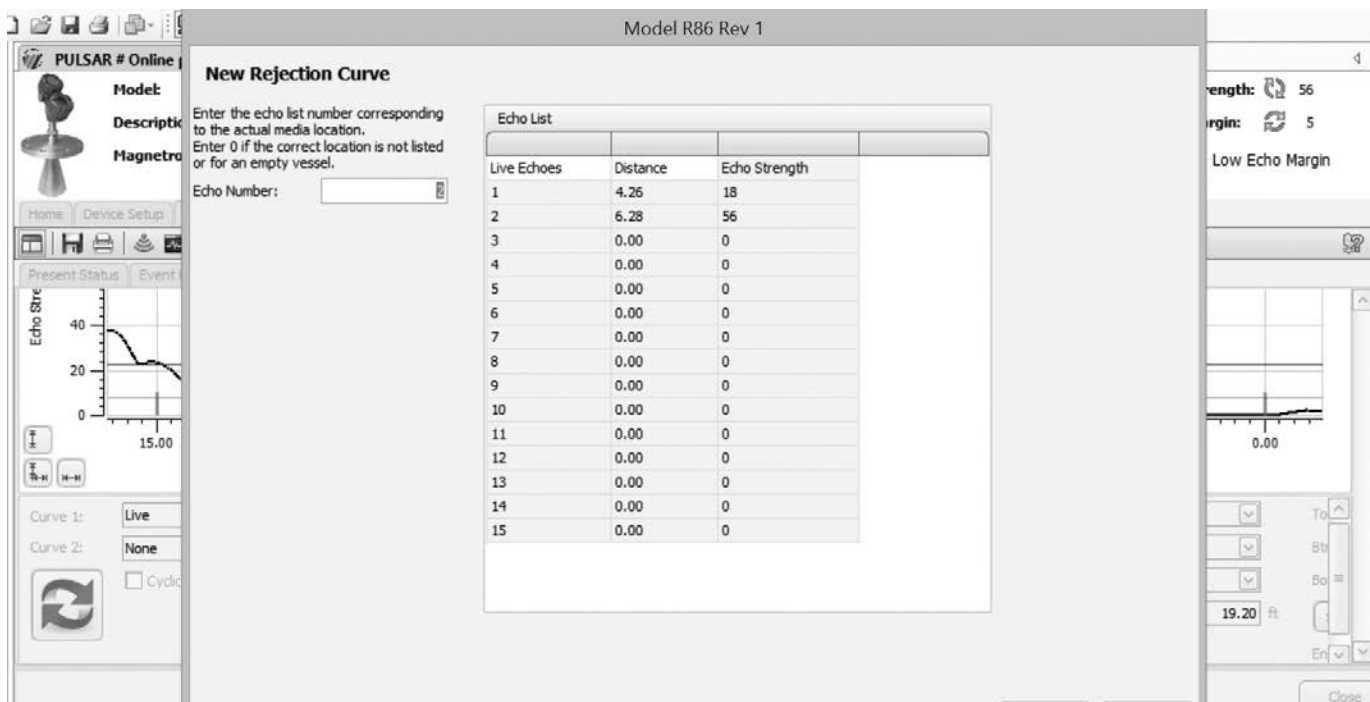 Model R86 Rev 1
PULSAR # Online
Model:
Magnetro
ength: 56
rgin: 5
Low Echo Margin
Home Device Setup
Present Status Event
Echo Stre
40
20
0
15.00
0.00
Curve 1: Live
Curve 2: None
Cyclic
19.20 ft
Close
New Rejection Curve
Enter the echo list number corresponding
to the actual media location.
Enter 0 if the correct location is not listed
or for an empty vessel.
Echo Number: 2
Echo List
Live Echoes Distance Echo Strength
1 4.26 18
2 6.28 56
3 0.00 0
4 0.00 0
5 0.00 0
6 0.00 0
7 0.00 0
8 0.00 0
9 0.00 0
10 0.00 0
11 0.00 0
12 0.00 0
13 0.00 0
14 0.00 0
15 0.00 0